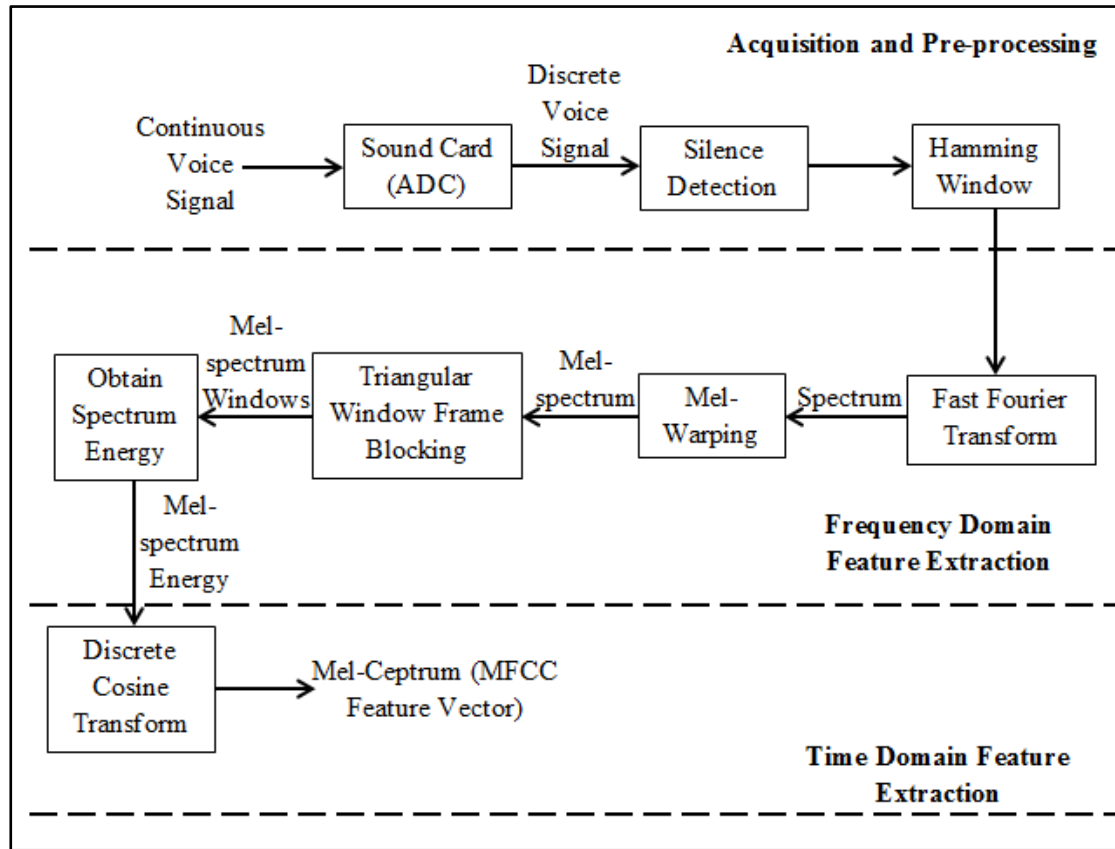 Acquisition and Pre-processing
Continuous
Voice
Signal
Sound Card
(ADC)
Discrete
Voice
Signal
Silence
Detection
Hamming
Window
Fast Fourier
Transform
Spectrum
Mel-
Warping
Mel-
spectrum
Triangular
Window Frame
Blocking
Mel-
spectrum
Windows
Obtain
Spectrum
Energy
Mel-
spectrum
Energy
Frequency Domain
Feature Extraction
Discrete
Cosine
Transform
Mel-Ceptrum (MFCC
Feature Vector)
Time Domain Feature
Extraction